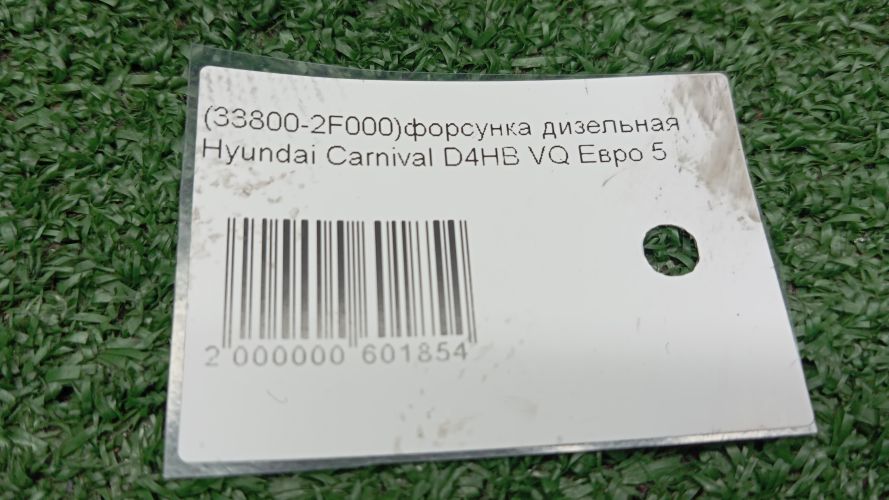 (33800-2F000)форсунка дизельная
Hyundai Carnival D4HB VQ Евро 5
2 000000 601854